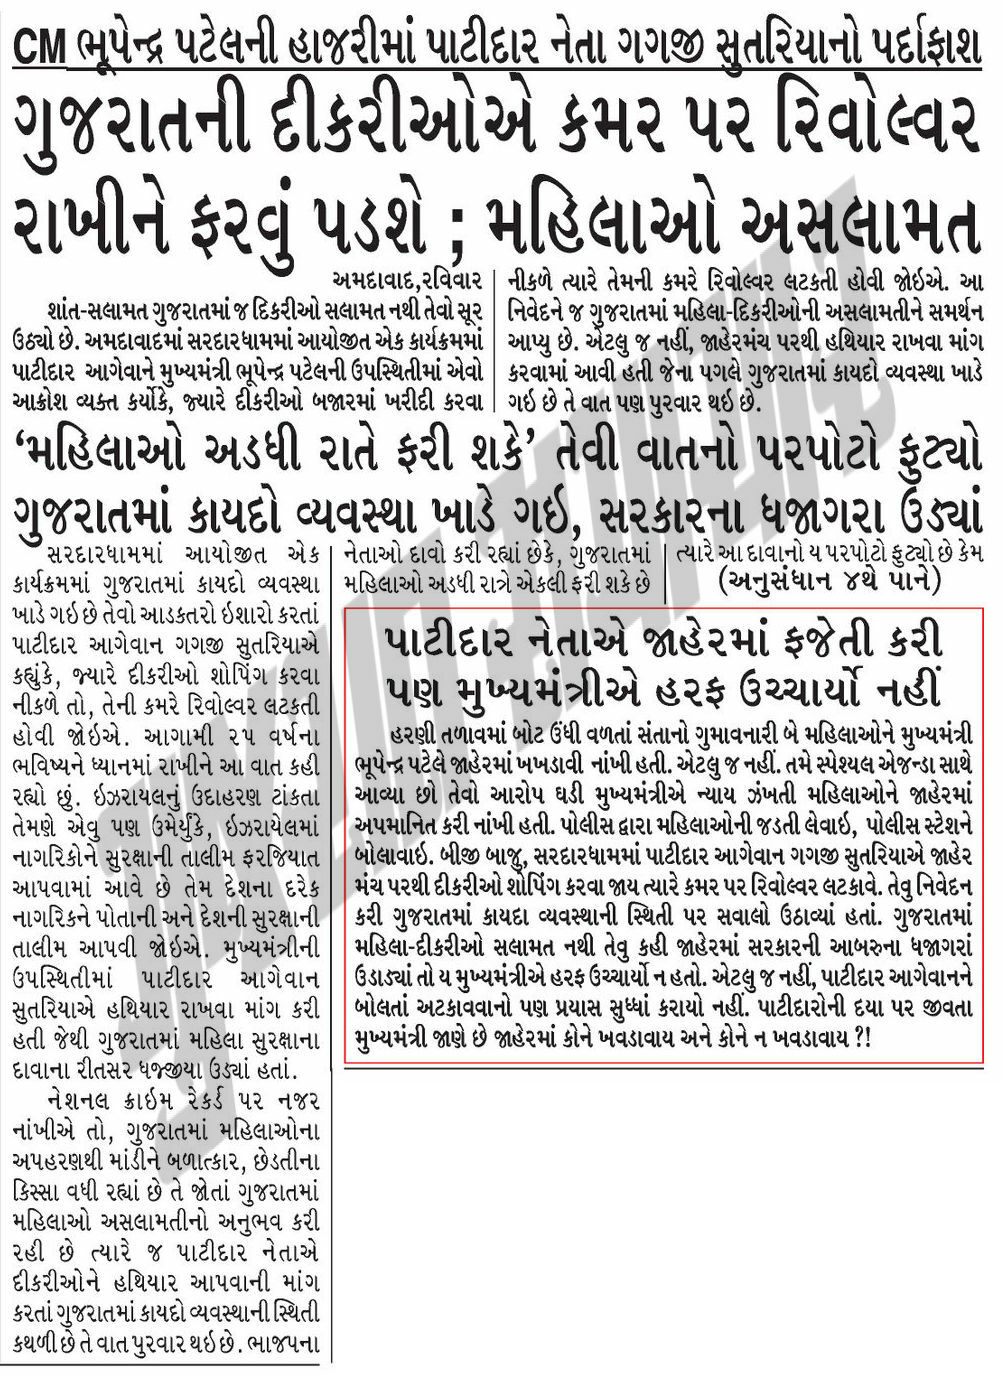 CM ભૂપેન્દ્ર પટેલની હાજરીમાં પાટીદાર નેતા ગગજી સુતરિયાનો પર્દાફાશ
ગુજરાતની દીકરીઓએ કમર પર રિવોલ્વર
રાખીને ફરવું પડશે ; મહિલાઓ અસલામત
અમદાવાદ,રવિવાર
શાંત-સલામત ગુજરાતમાં જ દિકરીઓ સલામત નથી તેવો સૂર
ઉઠ્યો છે. અમદાવાદમાં સરદારધામમાં આયોજીત એક કાર્યક્રમમાં
પાટીદાર આગેવાને મુખ્યમંત્રી ભૂપેન્દ્ર પટેલની ઉપસ્થિતીમાં એવો
આક્રોશ વ્યક્ત કર્યોકે, જ્યારે દીકરીઓ બજારમાં ખરીદી કરવા
નીકળે ત્યારે તેમની કમરે રિવોલ્વર લટકતી હોવી જોઇએ. આ
નિવેદને જ ગુજરાતમાં મહિલા-દિકરીઓની અસલામતીને સમર્થન
આપ્યુ છે. એટલુ જ નહીં, જાહેરમંચ પરથી હથિયાર રાખવા માંગ
કરવામાં આવી હતી જેના પગલે ગુજરાતમાં કાયદો વ્યવસ્થા ખાડે
ગઇ છે તે વાત પણ પુરવાર થઇ છે.
‘મહિલાઓ અડધી રાતે ફરી શકે’ તેવી વાતનો પરપોટો ફુટ્યો
ગુજરાતમાં કાયદો વ્યવસ્થા ખાડે ગઇ, સરકારના ધજાગરા ઉડ્યાં
સરદારધામમાં આયોજીત એક
કાર્યક્રમમાં ગુજરાતમાં કાયદો વ્યવસ્થા
ખાડે ગઇ છે તેવો આડકતરો ઇશારો કરતાં
પાટીદાર આગેવાન ગગજી સુતરિયાએ
કહ્યુંકે, જ્યારે દીકરીઓ શોપિંગ કરવા
નીકળે તો, તેની કમરે રિવોલ્વર લટકતી
હોવી જોઇએ. આગામી ૨૫ વર્ષના
ભવિષ્યને ધ્યાનમાં રાખીને આ વાત કહી
રહ્યો છું. ઇઝરાયલનું ઉદાહરણ ટાંકતા
તેમણે એવુ પણ ઉમેર્યુંકે, ઇઝરાયેલમાં
નાગરિકોને સુરક્ષાની તાલીમ ફરજિયાત
આપવામાં આવે છે તેમ દેશના દરેક
નાગરિકને પોતાની અને દેશની સુરક્ષાની
તાલીમ આપવી જોઇએ. મુખ્યમંત્રીની
ઉપસ્થિતીમાં પાટીદાર આગેવાન
સુતરિયાએ હથિયાર રાખવા માંગ કરી
હતી જેથી ગુજરાતમાં મહિલા સુરક્ષાના
દાવાના રીતસર ધજ્જીયા ઉડ્યાં હતાં.
નેશનલ ક્રાઇમ રેકર્ડ પર નજર
નાંખીએ તો, ગુજરાતમાં મહિલાઓના
અપહરણથી માંડીને બળાત્કાર, છેડતીના
કિસ્સા વધી રહ્યાં છે તે જોતાં ગુજરાતમાં
મહિલાઓ અસલામતીનો અનુભવ કરી
રહી છે ત્યારે જ પાટીદાર નેતાએ
દીકરીઓને હથિયાર આપવાની માંગ
કરતાં ગુજરાતમાં કાયદો વ્યવસ્થાની સ્થિતી
કથળી છે તે વાત પુરવાર થઇ છે. ભાજપના
નેતાઓ દાવો કરી રહ્યાં છેકે, ગુજરાતમાં
મહિલાઓ અડધી રાત્રે એકલી ફરી શકે છે
ત્યારે આ દાવાનો ય પરપોટો ફુટ્યો છે કેમ
(અનુસંધાન ૪થે પાને)
પાટીદાર નેતાએ જાહેરમાં ફજેતી કરી
પણ મુખ્યમંત્રીએ હરફ ઉચ્ચાર્યો નહીં
હરણી તળાવમાં બોટ ઉંધી વળતાં સંતાનો ગુમાવનારી બે મહિલાઓને મુખ્યમંત્રી
ભૂપેન્દ્ર પટેલે જાહેરમાં ખખડાવી નાંખી હતી. એટલુ જ નહીં. તમે સ્પેશ્યલ એજન્ડા સાથે
આવ્યા છો તેવો આરોપ ઘડી મુખ્યમંત્રીએ ન્યાય ઝંખતી મહિલાઓને જાહેરમાં
અપમાનિત કરી નાંખી હતી. પોલીસ દ્વારા મહિલાઓની જડતી લેવાઇ, પોલીસ સ્ટેશને
બોલાવાઇ. બીજી બાજુ, સરદારધામમાં પાટીદાર આગેવાન ગગજી સુતરિયાએ જાહેર
મંચ પરથી દીકરીઓ શોપિંગ કરવા જાય ત્યારે કમર પર રિવોલ્વર લટકાવે. તેવુ નિવેદન
કરી ગુજરાતમાં કાયદા વ્યવસ્થાની સ્થિતી પર સવાલો ઉઠાવ્યાં હતાં. ગુજરાતમાં
મહિલા-દીકરીઓ સલામત નથી તેવુ કહી જાહેરમાં સરકારની આબરુના ધજાગરાં
ઉડાડ્યાં તો ય મુખ્યમંત્રીએ હરફ ઉચ્ચાર્યો ન હતો. એટલુ જ નહીં, પાટીદાર આગેવાનને
બોલતાં અટકાવવાનો પણ પ્રયાસ સુધ્ધાં કરાયો નહીં. પાટીદારોની દયા પર જીવતા
મુખ્યમંત્રી જાણે છે જાહેરમાં કોને ખવડાવાય અને કોને ન ખવડાવાય ?!